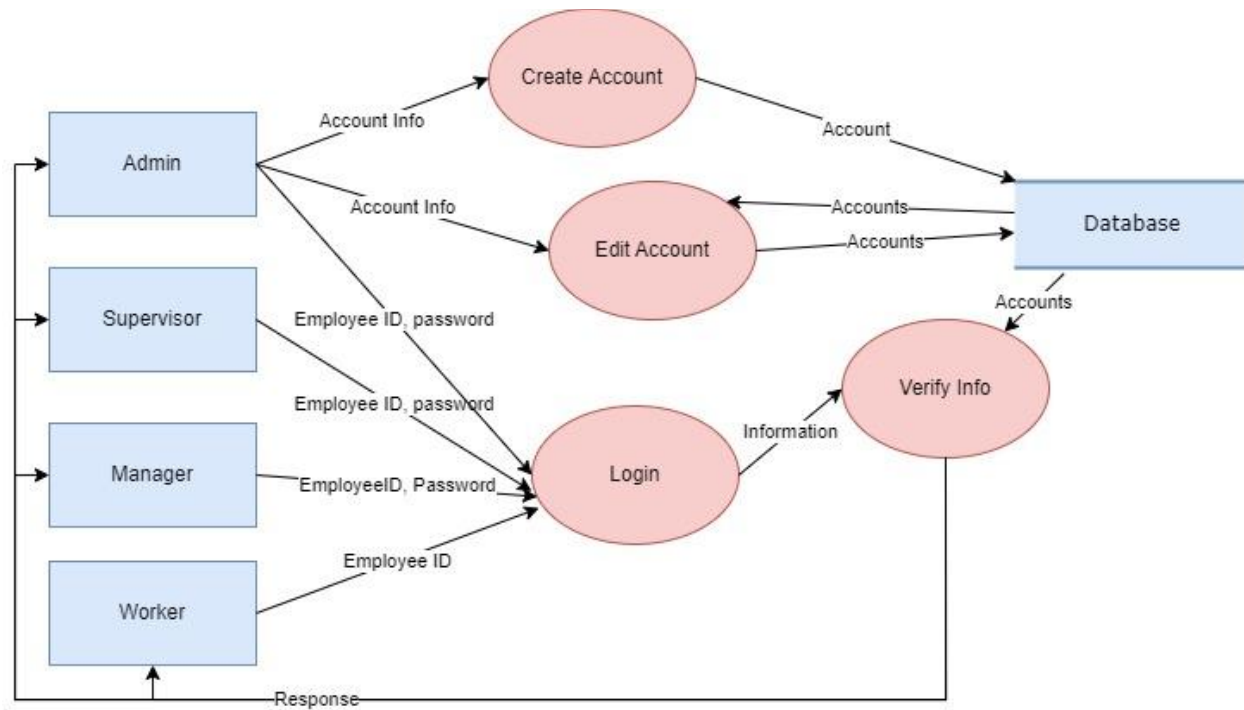 Create Account
Account Info
Account
Admin
Account Info
Accounts
Database
Edit Account
Accounts
Accounts
Supervisor
Employee ID, password
Verify Info
Employee ID, password
Information
Manager
EmployeeID, Password
Login
Employee ID
Worker
Response